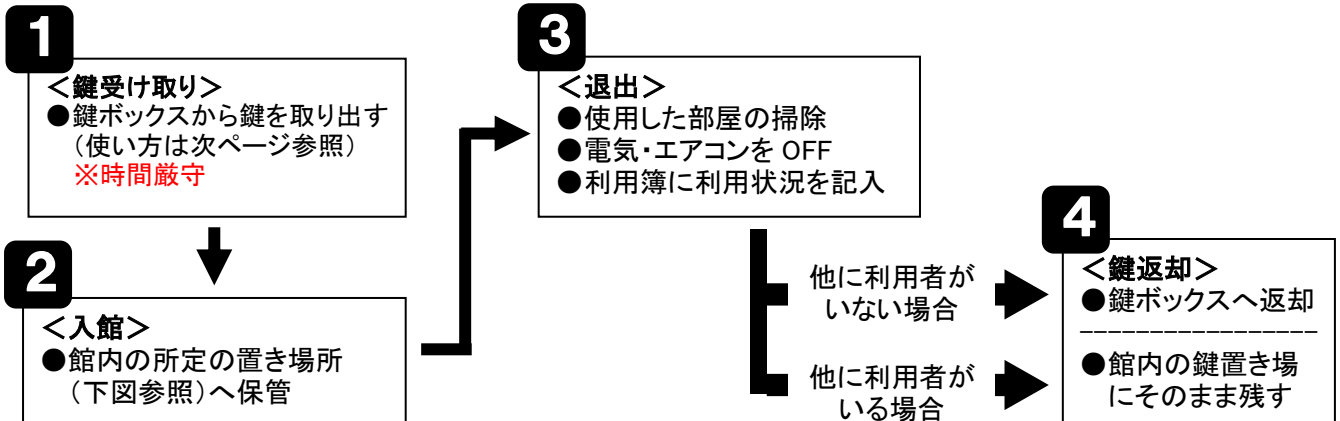 1
<鍵受け取り>
●鍵ボックスから鍵を取り出す
(使い方は次ページ参照)
※時間厳守
2
<入館>
●館内の所定の置き場所
(下図参照)へ保管
3
<退出>
●使用した部屋の掃除
●電気・エアコンを OFF
●利用簿に利用状況を記入
他に利用者が
いない場合
他に利用者が
いる場合
4
<鍵返却>
●鍵ボックスへ返却
-------------------
●館内の鍵置き場
にそのまま残す